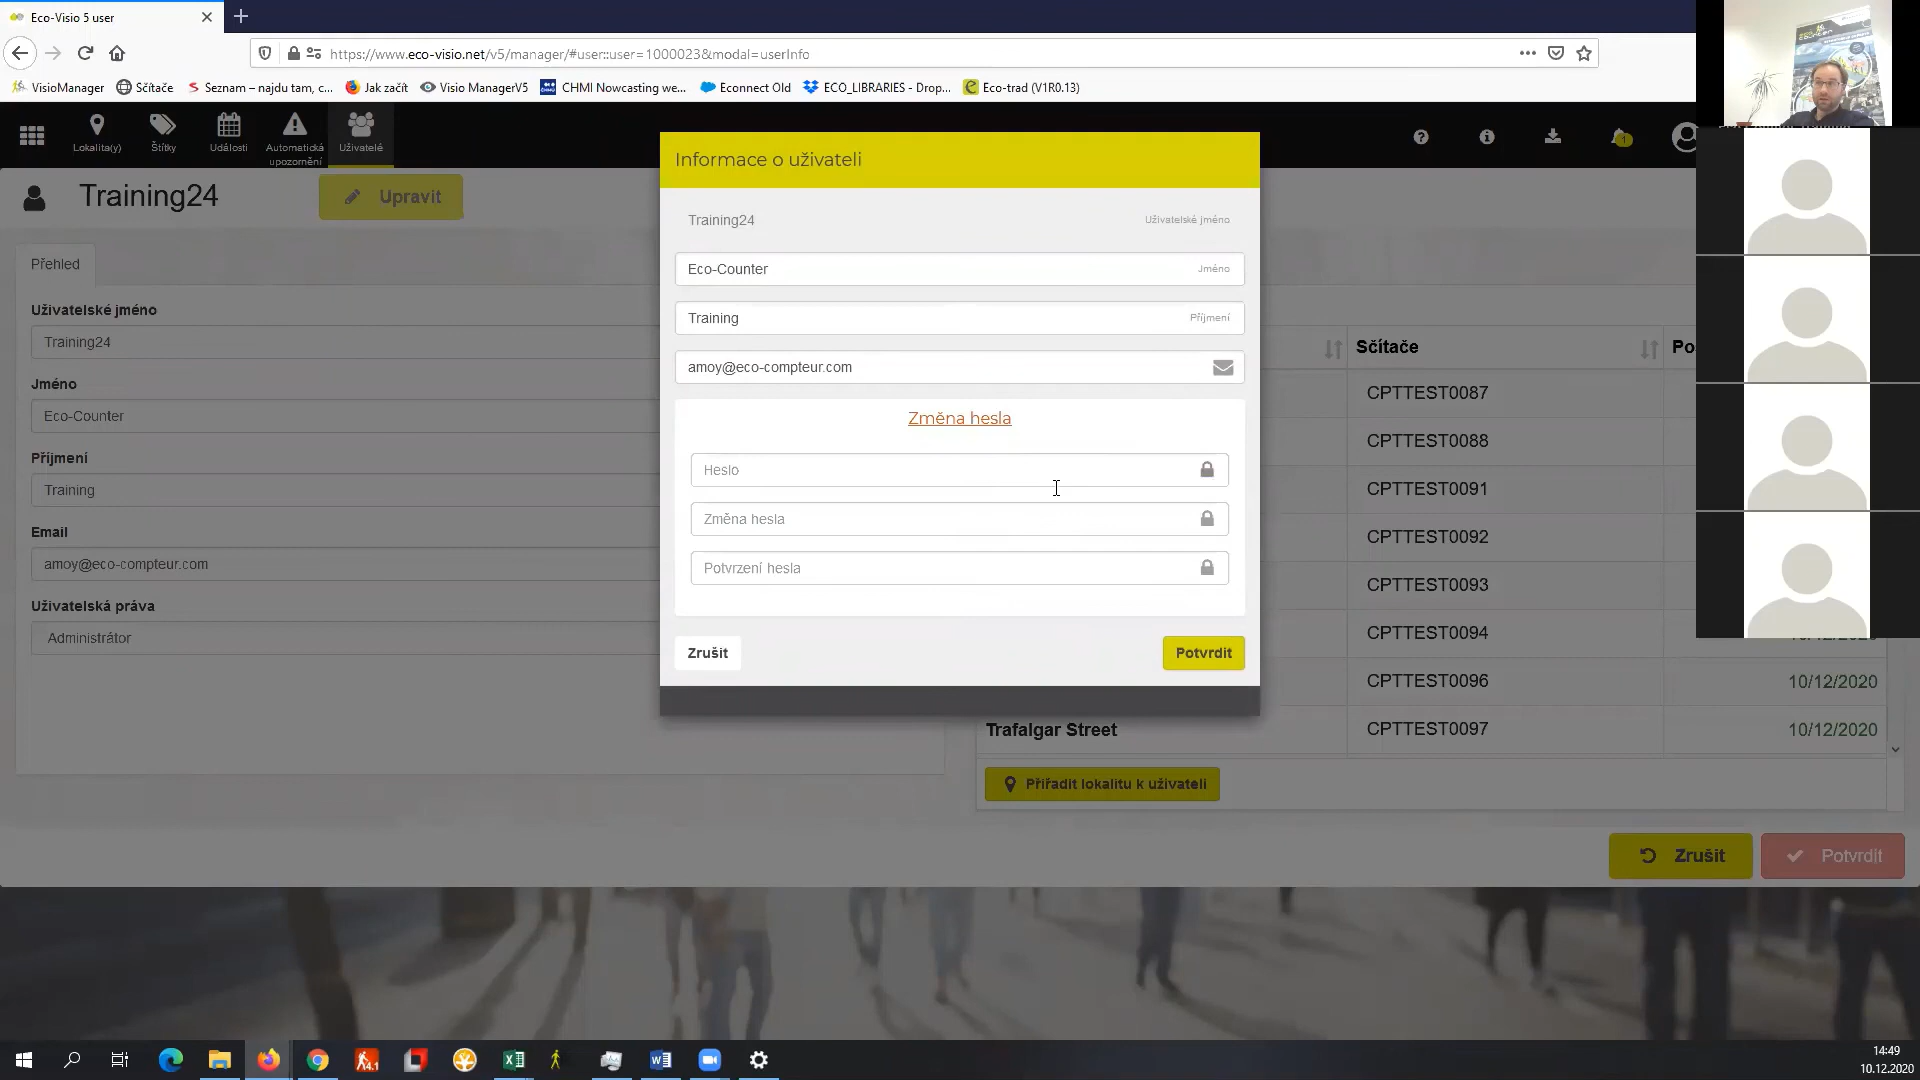 Eco-Visio 5 user
https://www.eco-visio.net/v5/manager/#user::user=1000023&modal=userInfo
VisioManager
Sčítače
Seznam – najdu tam, c...
Jak začít
Visio ManagerV5
CHMI Nowcasting we...
Econnect Old
ECO_LIBRARIES - Drop...
Eco-trad (V1R0.13)
Lokalita(y)
Štítky
Události
Automatická
upozornění
Uživatelé
1
Training24
Upravit
Přehled
Uživatelské jméno
Training24
Jméno
Eco-Counter
Příjmení
Training
Email
amoy@eco-compteur.com
Uživatelská práva
Administrátor
Informace o uživateli
Training24
Uživatelské jméno
Eco-Counter
Jméno
Training
Příjmení
amoy@eco-compteur.com
Změna hesla
Heslo
Změna hesla
Potvrzení hesla
Zrušit
Potvrdit
Sčítače
Pos
CPTTEST0087
CPTTEST0088
CPTTEST0091
CPTTEST0092
CPTTEST0093
CPTTEST0094
10/12/2020
CPTTEST0096
10/12/2020
Trafalgar Street
CPTTEST0097
10/12/2020
Přiřadit lokalitu k uživateli
Zrušit
Potvrdit
14:49
10.12.2020